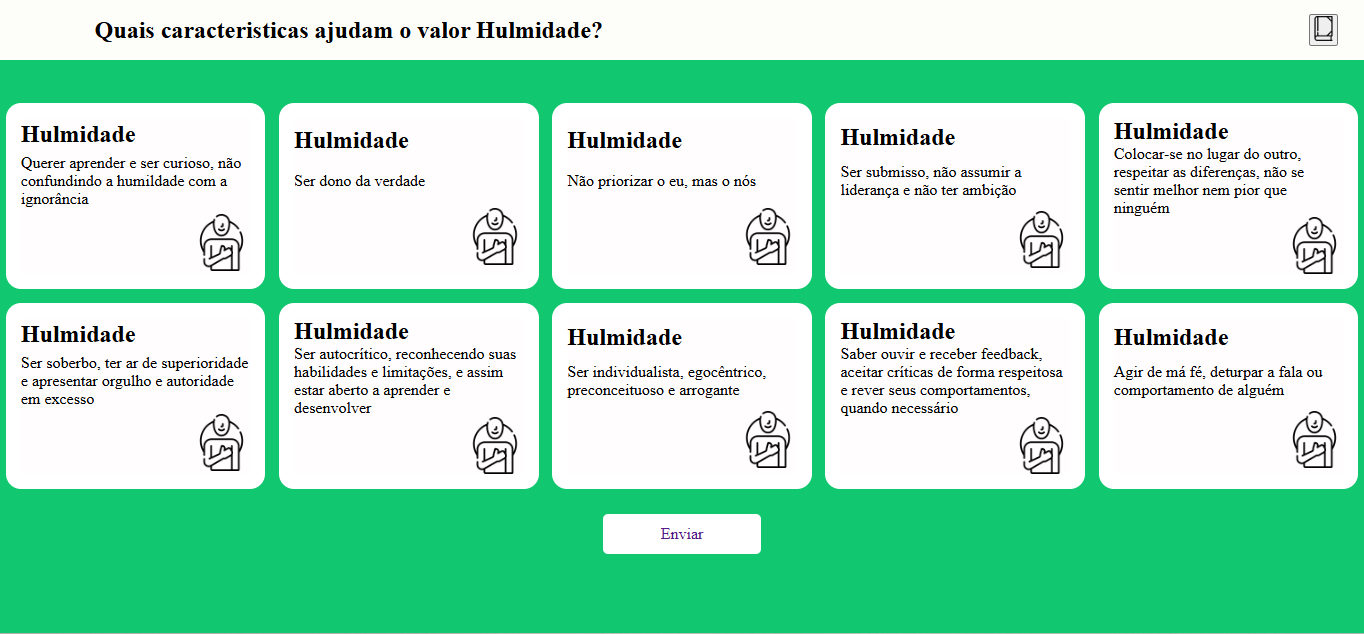 Quais caracteristicas ajudam o valor Hulmidade?
Hulmidade
Querer aprender e ser curioso, não
confundindo a humildade com a
ignorância
Hulmidade
Ser dono da verdade
Hulmidade
Não priorizar o eu, mas o nós
Hulmidade
Ser submisso, não assumir a
liderança e não ter ambição
Hulmidade
Colocar-se no lugar do outro,
respeitar as diferenças, não se
sentir melhor nem pior que
ninguém
Hulmidade
Ser soberbo, ter ar de superioridade
e apresentar orgulho e autoridade
em excesso
Hulmidade
Ser autocrítico, reconhecendo suas
habilidades e limitações, e assim
estar aberto a aprender e
desenvolver
Hulmidade
Ser individualista, egocêntrico,
preconceituoso e arrogante
Hulmidade
Saber ouvir e receber feedback,
aceitar críticas de forma respeitosa
e rever seus comportamentos,
quando necessário
Hulmidade
Agir de má fé, deturpar a fala ou
comportamento de alguém
Enviar